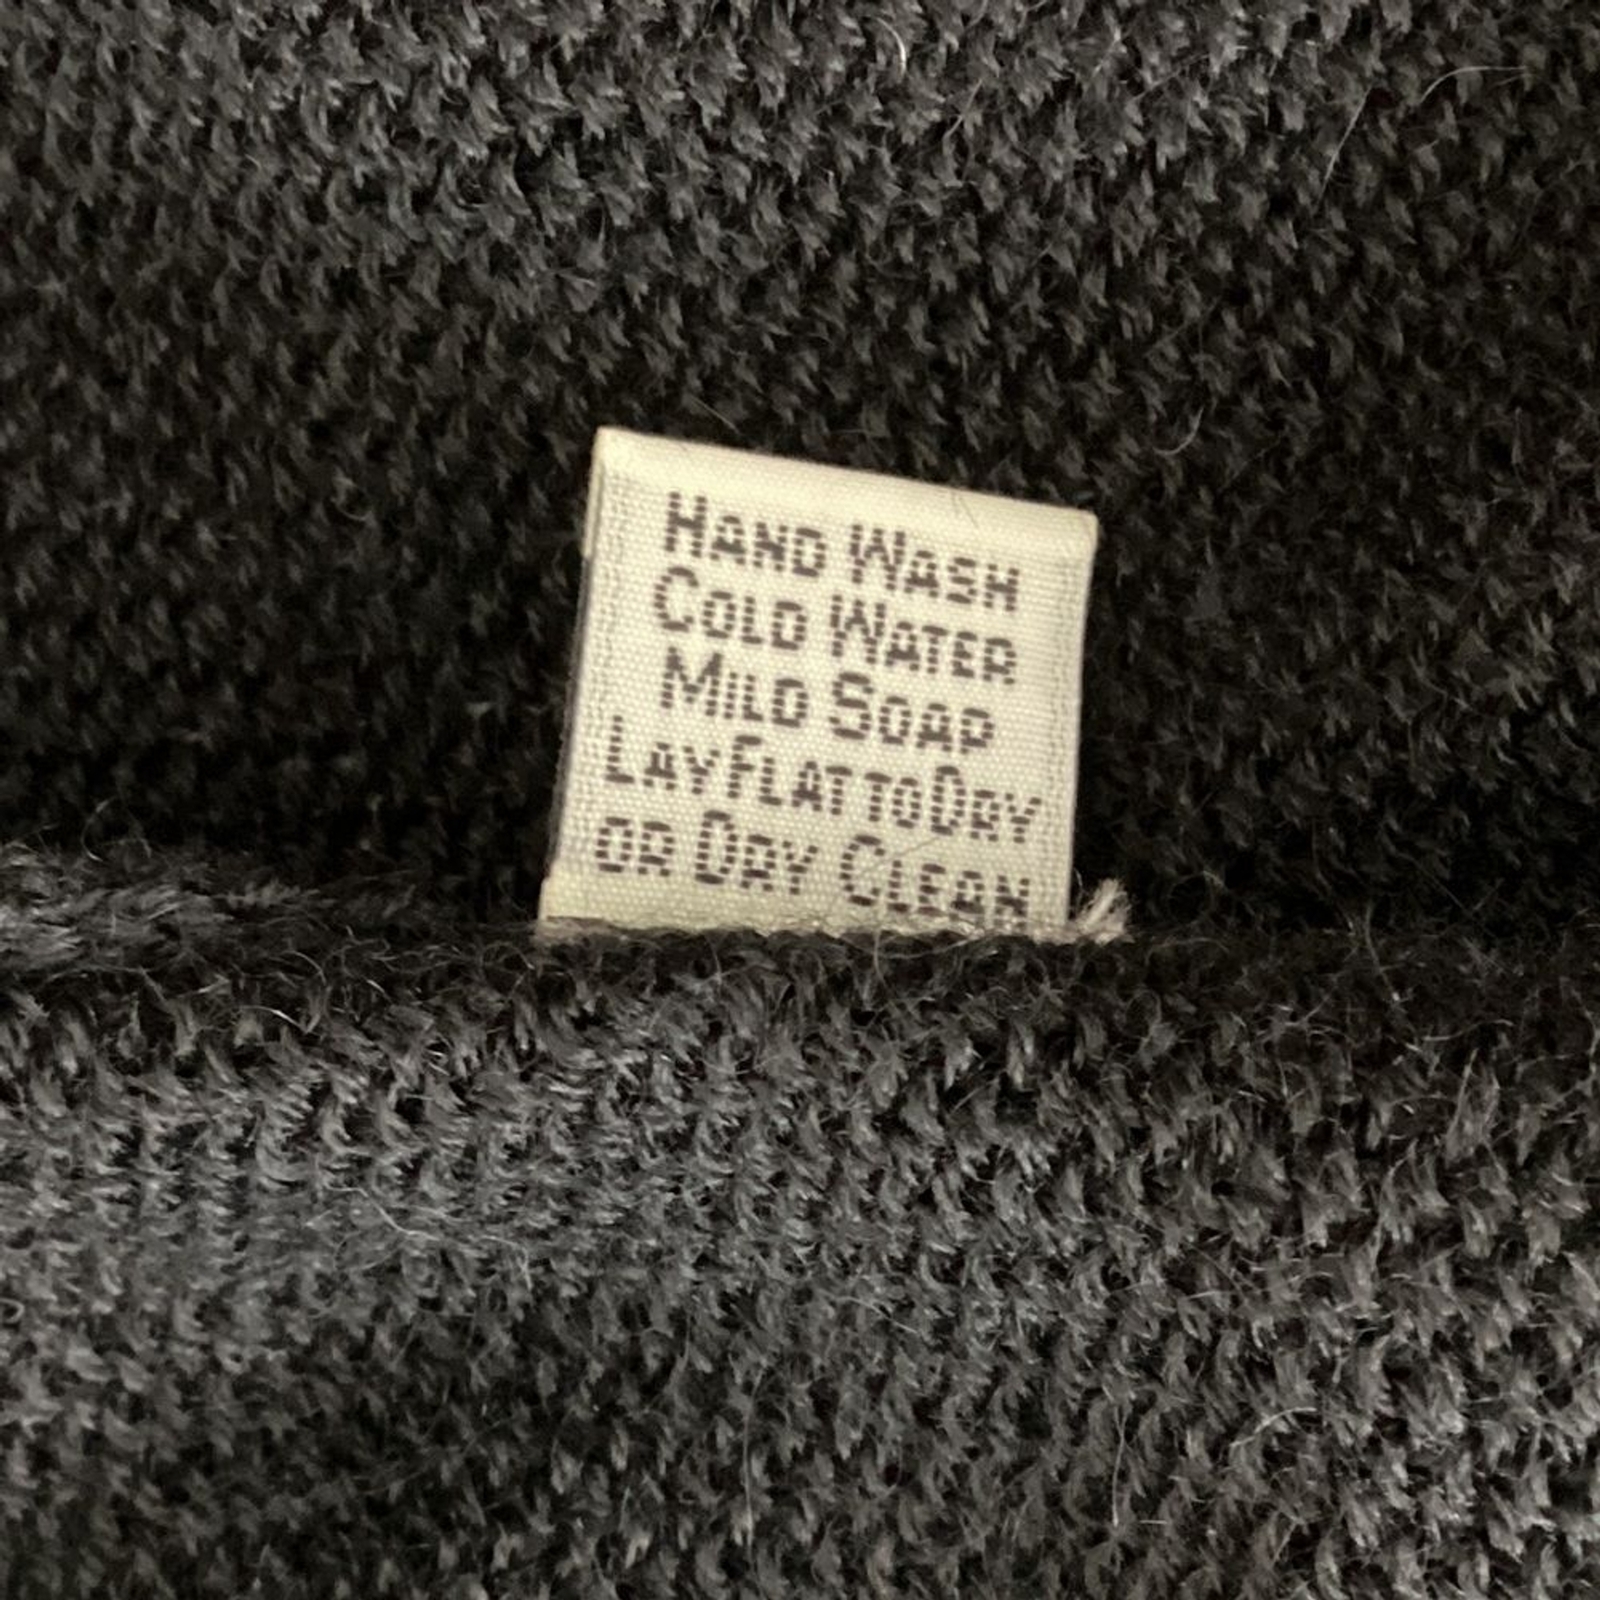 Hand Wash
Cold Water
Mild Soap
Lay Flat to Dry
or Dry Clean